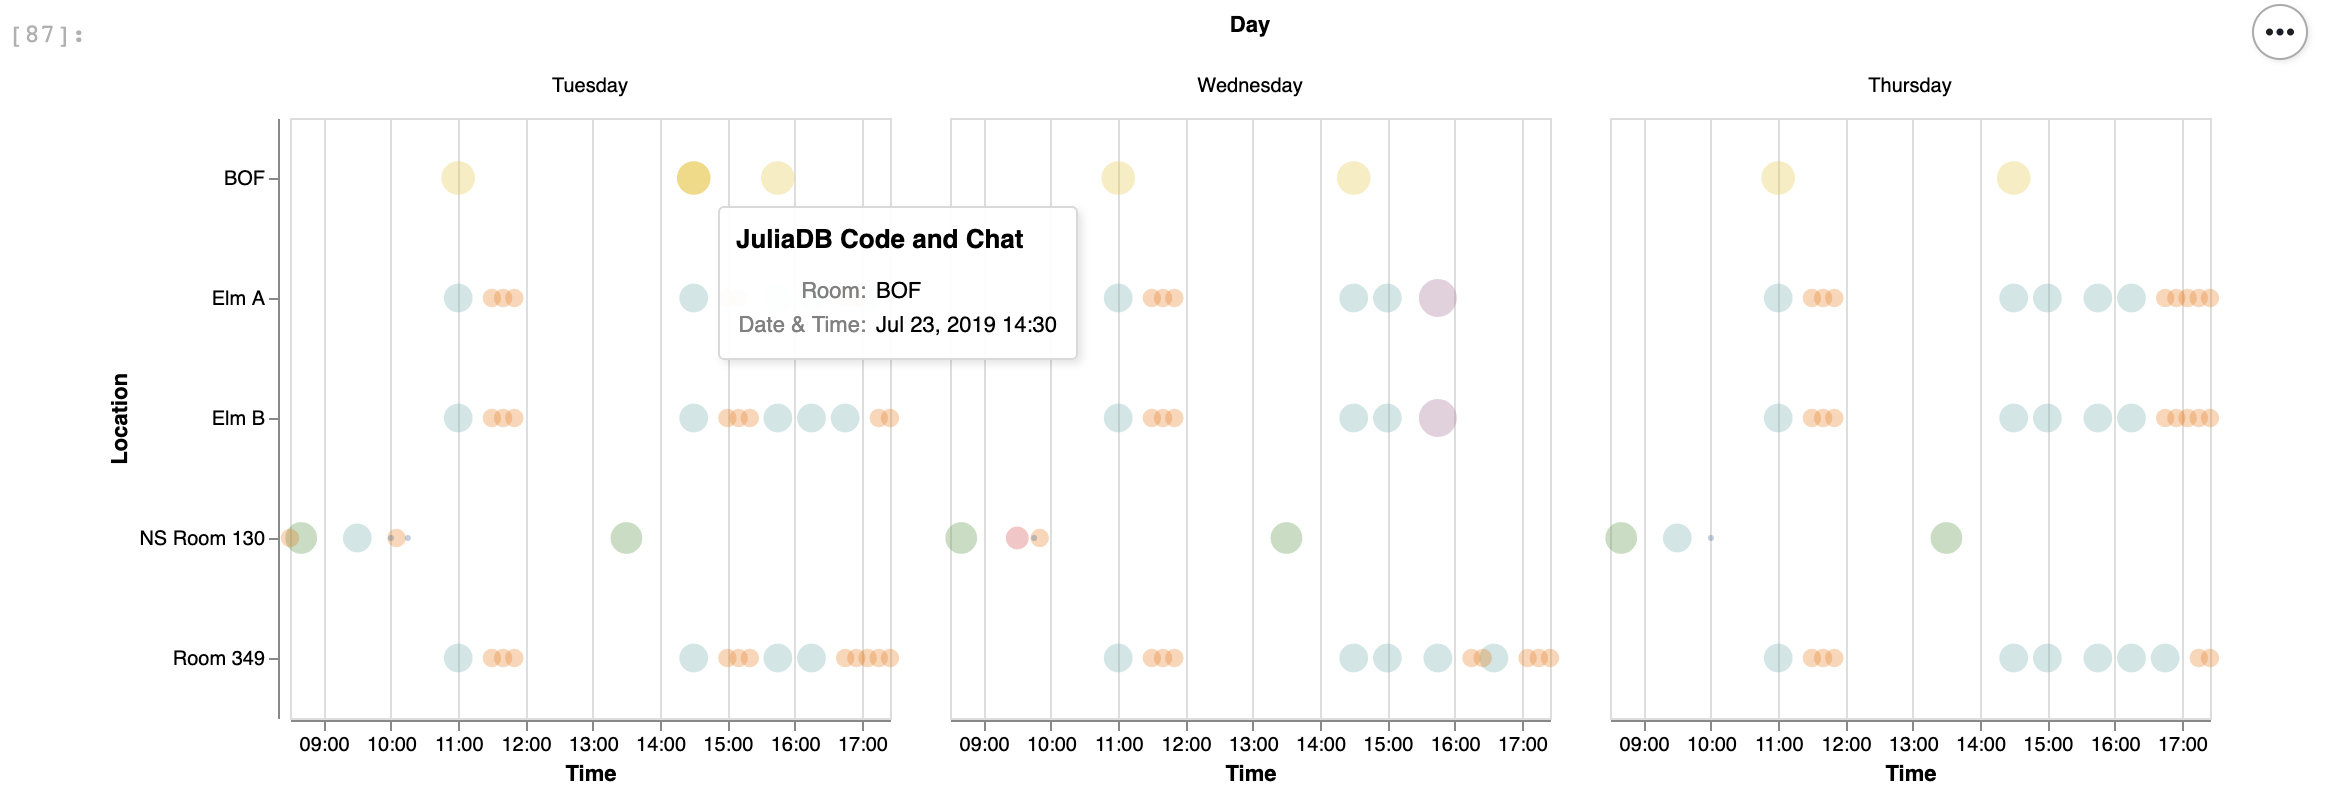 [87]:
Day
•••
Tuesday Wednesday Thursday
BOF
JuliaDB Code and Chat
Room: BOF
Date & Time: Jul 23, 2019 14:30
Elm A
Location
Elm B
NS Room 130
Room 349
09:00 10:00 11:00 12:00 13:00 14:00 15:00 16:00 17:00 09:00 10:00 11:00 12:00 13:00 14:00 15:00 16:00 17:00 09:00 10:00 11:00 12:00 13:00 14:00 15:00 16:00 17:00
Time Time Time